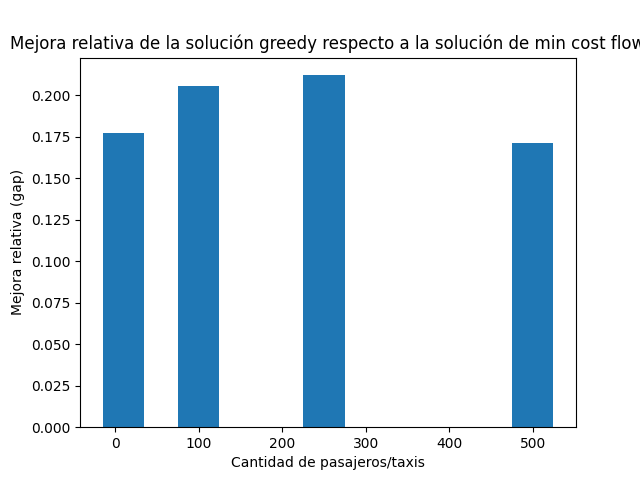 Mejora relativa de la solución greedy respecto a la solución de min cost flow
0.200
0.175
0.150
0.125
0.100
0.075
0.050
0.025
0.000
Mejora relativa (gap)
0 100 200 300 400 500
Cantidad de pasajeros/taxis